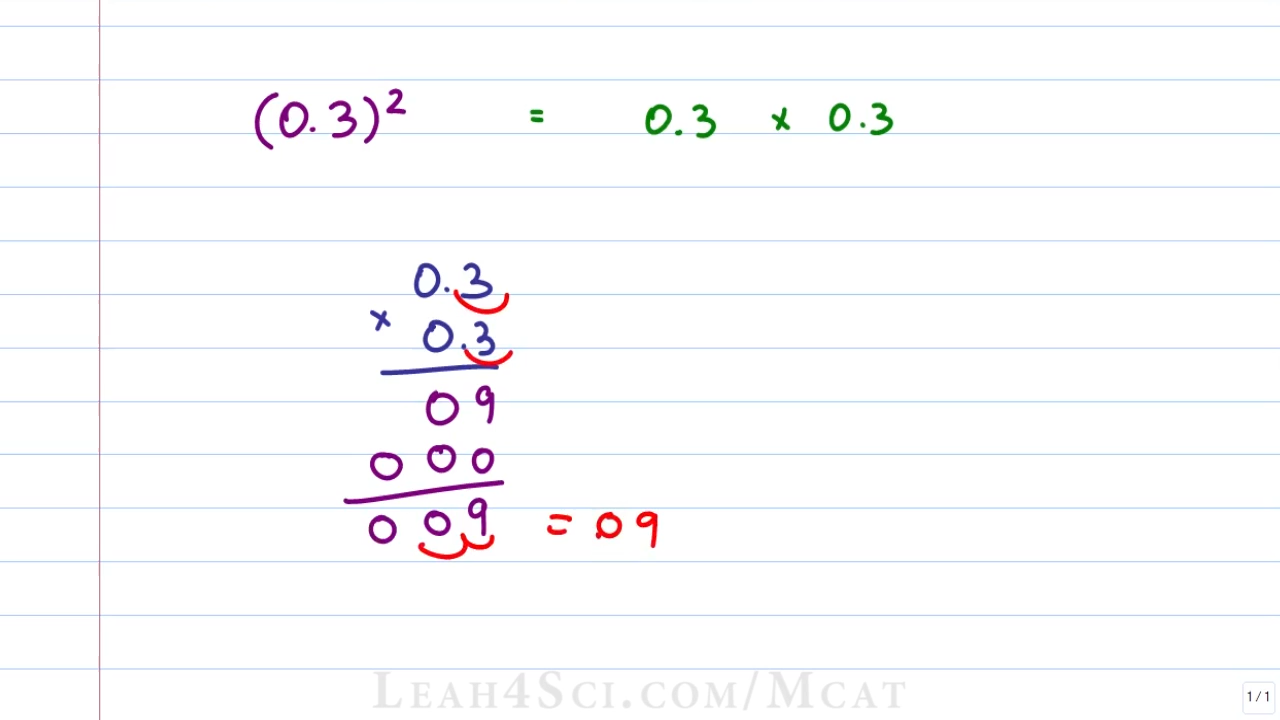 (0.3)² = 0.3 x 0.3
0.3
x 0.3
09
000
009 = .09
LEAH4SCI.COM/MCAT
1/1